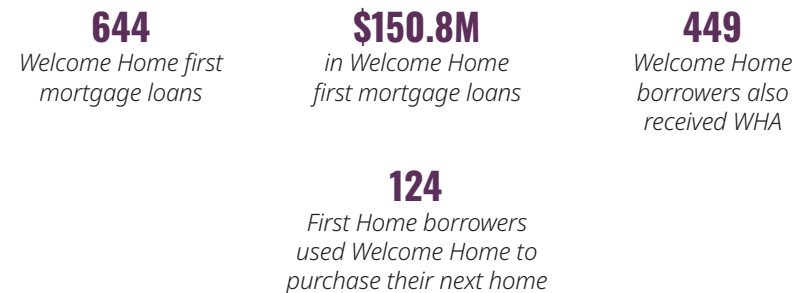 644
Welcome Home first
mortgage loans
$150.8M
in Welcome Home
first mortgage loans
449
Welcome Home
borrowers also
received WHA
124
First Home borrowers
used Welcome Home to
purchase their next home